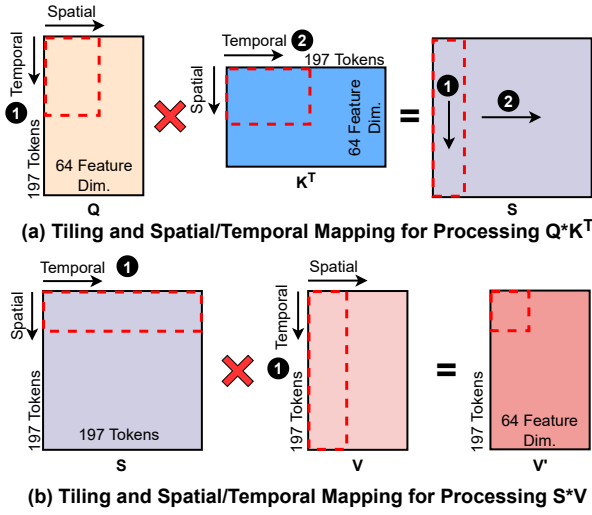 Spatial
Temporal
1
197 Tokens
64 Feature
Dim.
Q
Temporal 2
197 Tokens
Spatial
64 Feature
Dim.
K^T
=
1
2
S
(a) Tiling and Spatial/Temporal Mapping for Processing Q*K^T
Temporal 1
Spatial
197 Tokens
197 Tokens
S
Spatial
Temporal
1
197 Tokens
V
=
197 Tokens
64 Feature
Dim.
V'
(b) Tiling and Spatial/Temporal Mapping for Processing S*V